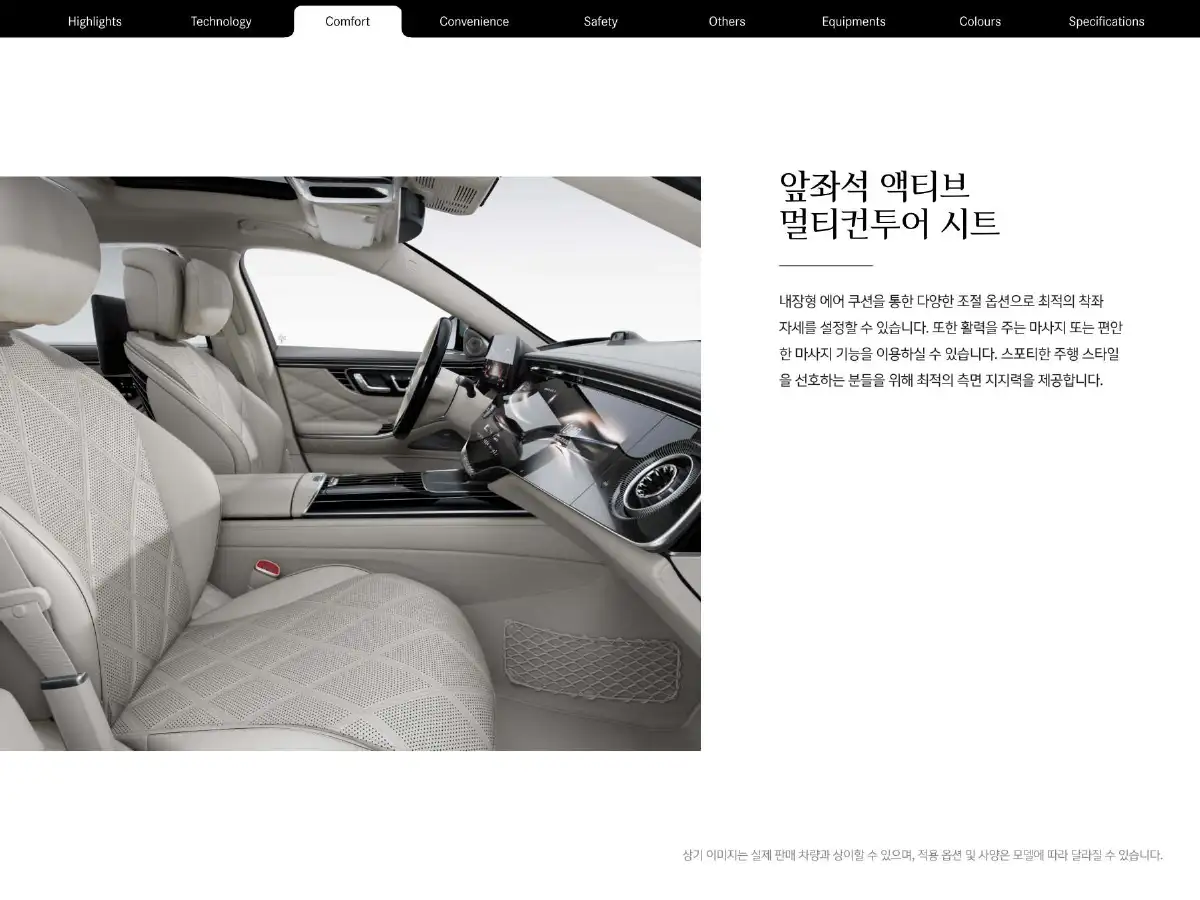 Highlights
Technology
Comfort
Convenience
Safety
Others
Equipments
Colours
Specifications
앞좌석 액티브
멀티컨투어 시트
내장형 에어 쿠션을 통한 다양한 조절 옵션으로 최적의 착좌
자세를 설정할 수 있습니다. 또한 활력을 주는 마사지 또는 편안
한 마사지 기능을 이용하실 수 있습니다. 스포티한 주행 스타일
을 선호하는 분들을 위해 최적의 측면 지지력을 제공합니다.
상기 이미지는 실제 판매 차량과 상이할 수 있으며, 적용 옵션 및 사양은 모델에 따라 달라질 수 있습니다.